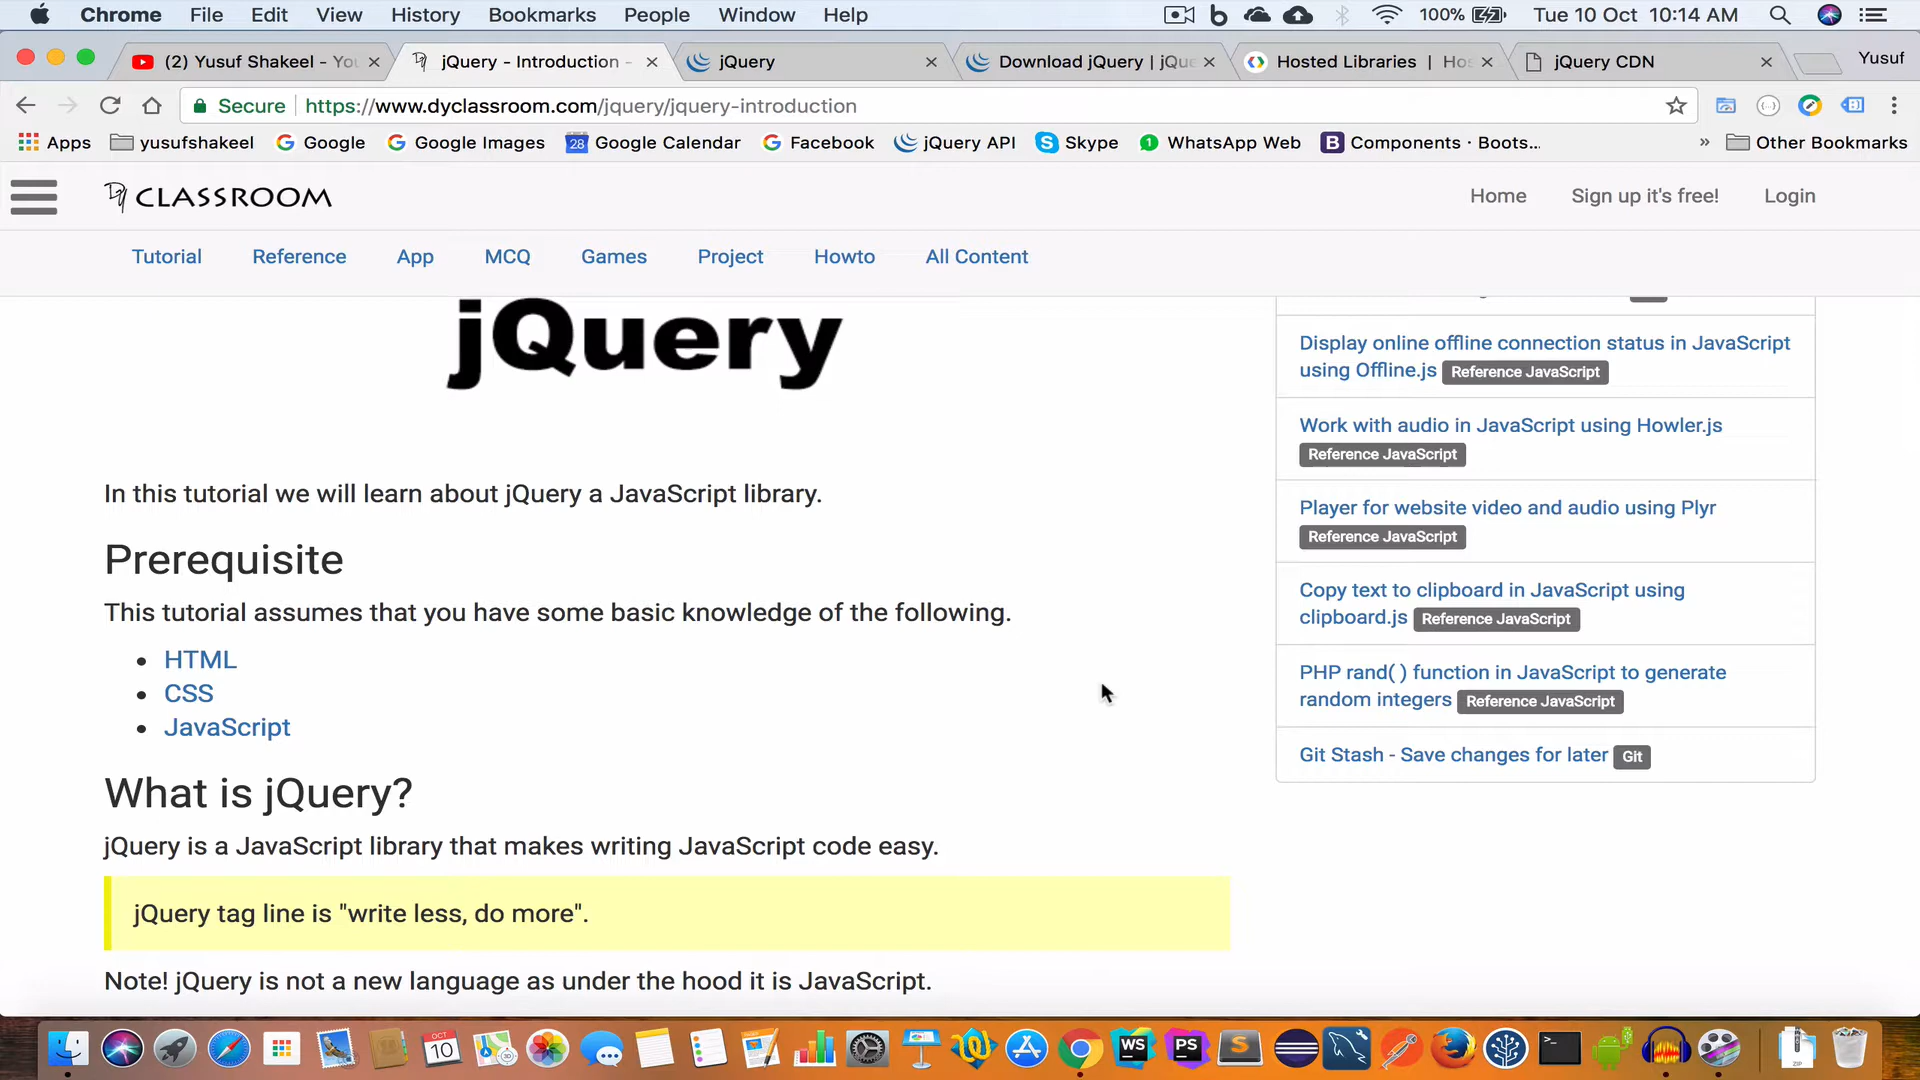 Chrome File Edit View History Bookmarks People Window Help 100% Tue 10 Oct 10:14 AM
(2) Yusuf Shakeel - You jQuery - Introduction - jQuery Download jQuery | jQue Hosted Libraries | Hos jQuery CDN Yusuf
Secure https://www.dyclassroom.com/jquery/jquery-introduction
Apps yusufshakeel Google Google Images 28 Google Calendar Facebook jQuery API Skype 1 WhatsApp Web B Components · Boots... » Other Bookmarks
CLASSROOM Home Sign up it's free! Login
Tutorial Reference App MCQ Games Project Howto All Content
jQuery
In this tutorial we will learn about jQuery a JavaScript library.
Prerequisite
This tutorial assumes that you have some basic knowledge of the following.
HTML
CSS
JavaScript
What is jQuery?
jQuery is a JavaScript library that makes writing JavaScript code easy.
jQuery tag line is "write less, do more".
Note! jQuery is not a new language as under the hood it is JavaScript.
Display online offline connection status in JavaScript
using Offline.js Reference JavaScript
Work with audio in JavaScript using Howler.js
Reference JavaScript
Player for website video and audio using Plyr
Reference JavaScript
Copy text to clipboard in JavaScript using
clipboard.js Reference JavaScript
PHP rand( ) function in JavaScript to generate
random integers Reference JavaScript
Git Stash - Save changes for later Git
OCT 10 WS PS S ZIP